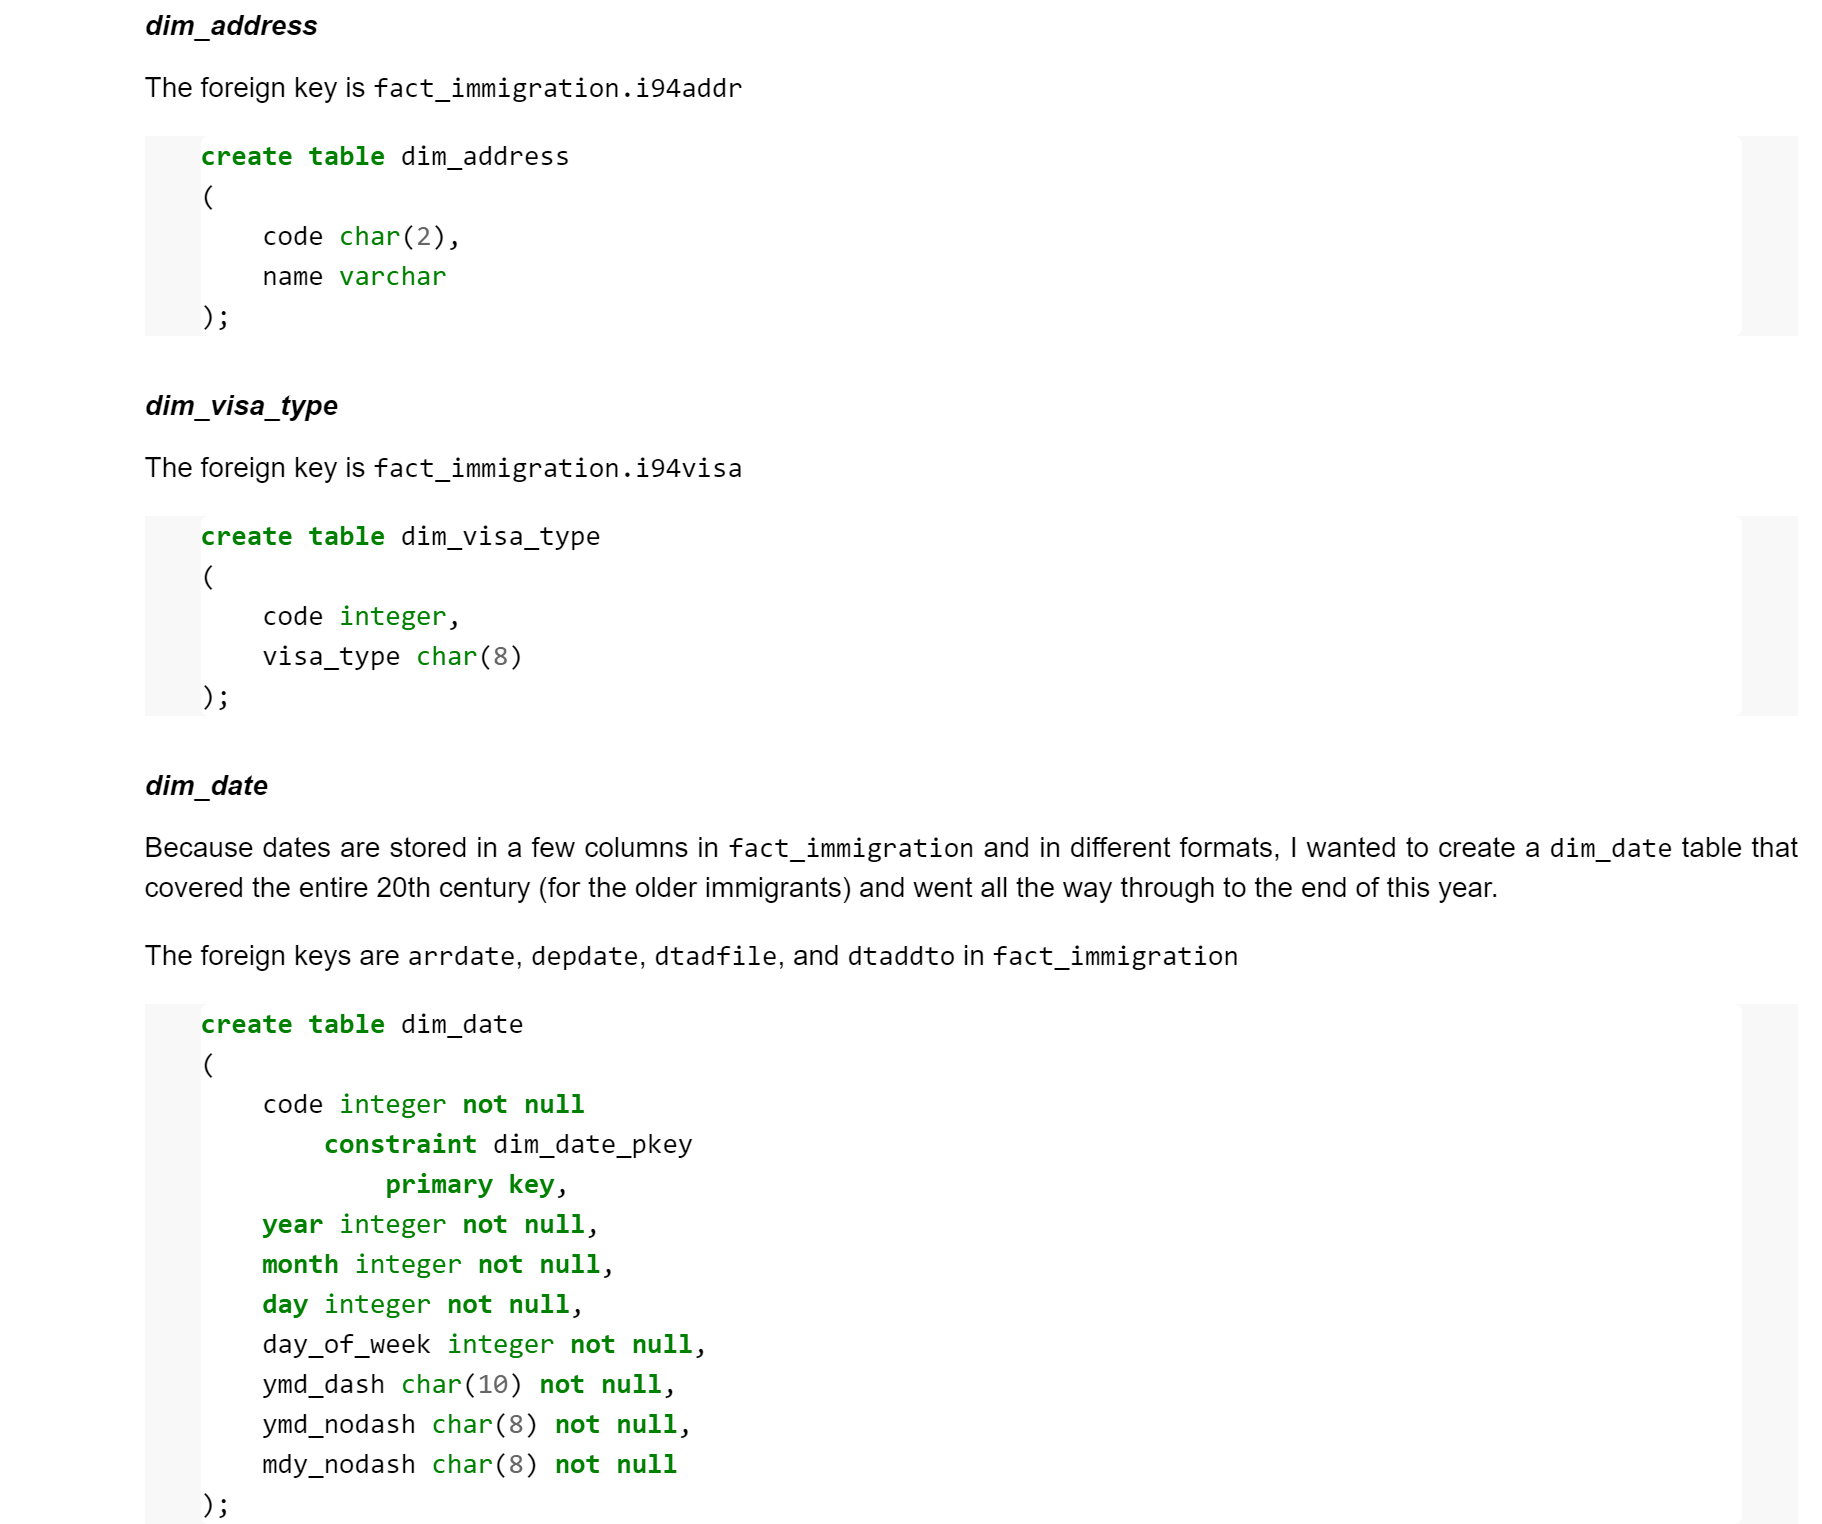 dim_address
The foreign key is fact_immigration.i94addr
create table dim_address
(
    code char(2),
    name varchar
);
dim_visa_type
The foreign key is fact_immigration.i94visa
create table dim_visa_type
(
    code integer,
    visa_type char(8)
);
dim_date
Because dates are stored in a few columns in fact_immigration and in different formats, I wanted to create a dim_date table that
covered the entire 20th century (for the older immigrants) and went all the way through to the end of this year.
The foreign keys are arrdate, depdate, dtadfile, and dtaddto in fact_immigration
create table dim_date
(
    code integer not null
        constraint dim_date_pkey
            primary key,
    year integer not null,
    month integer not null,
    day integer not null,
    day_of_week integer not null,
    ymd_dash char(10) not null,
    ymd_nodash char(8) not null,
    mdy_nodash char(8) not null
);